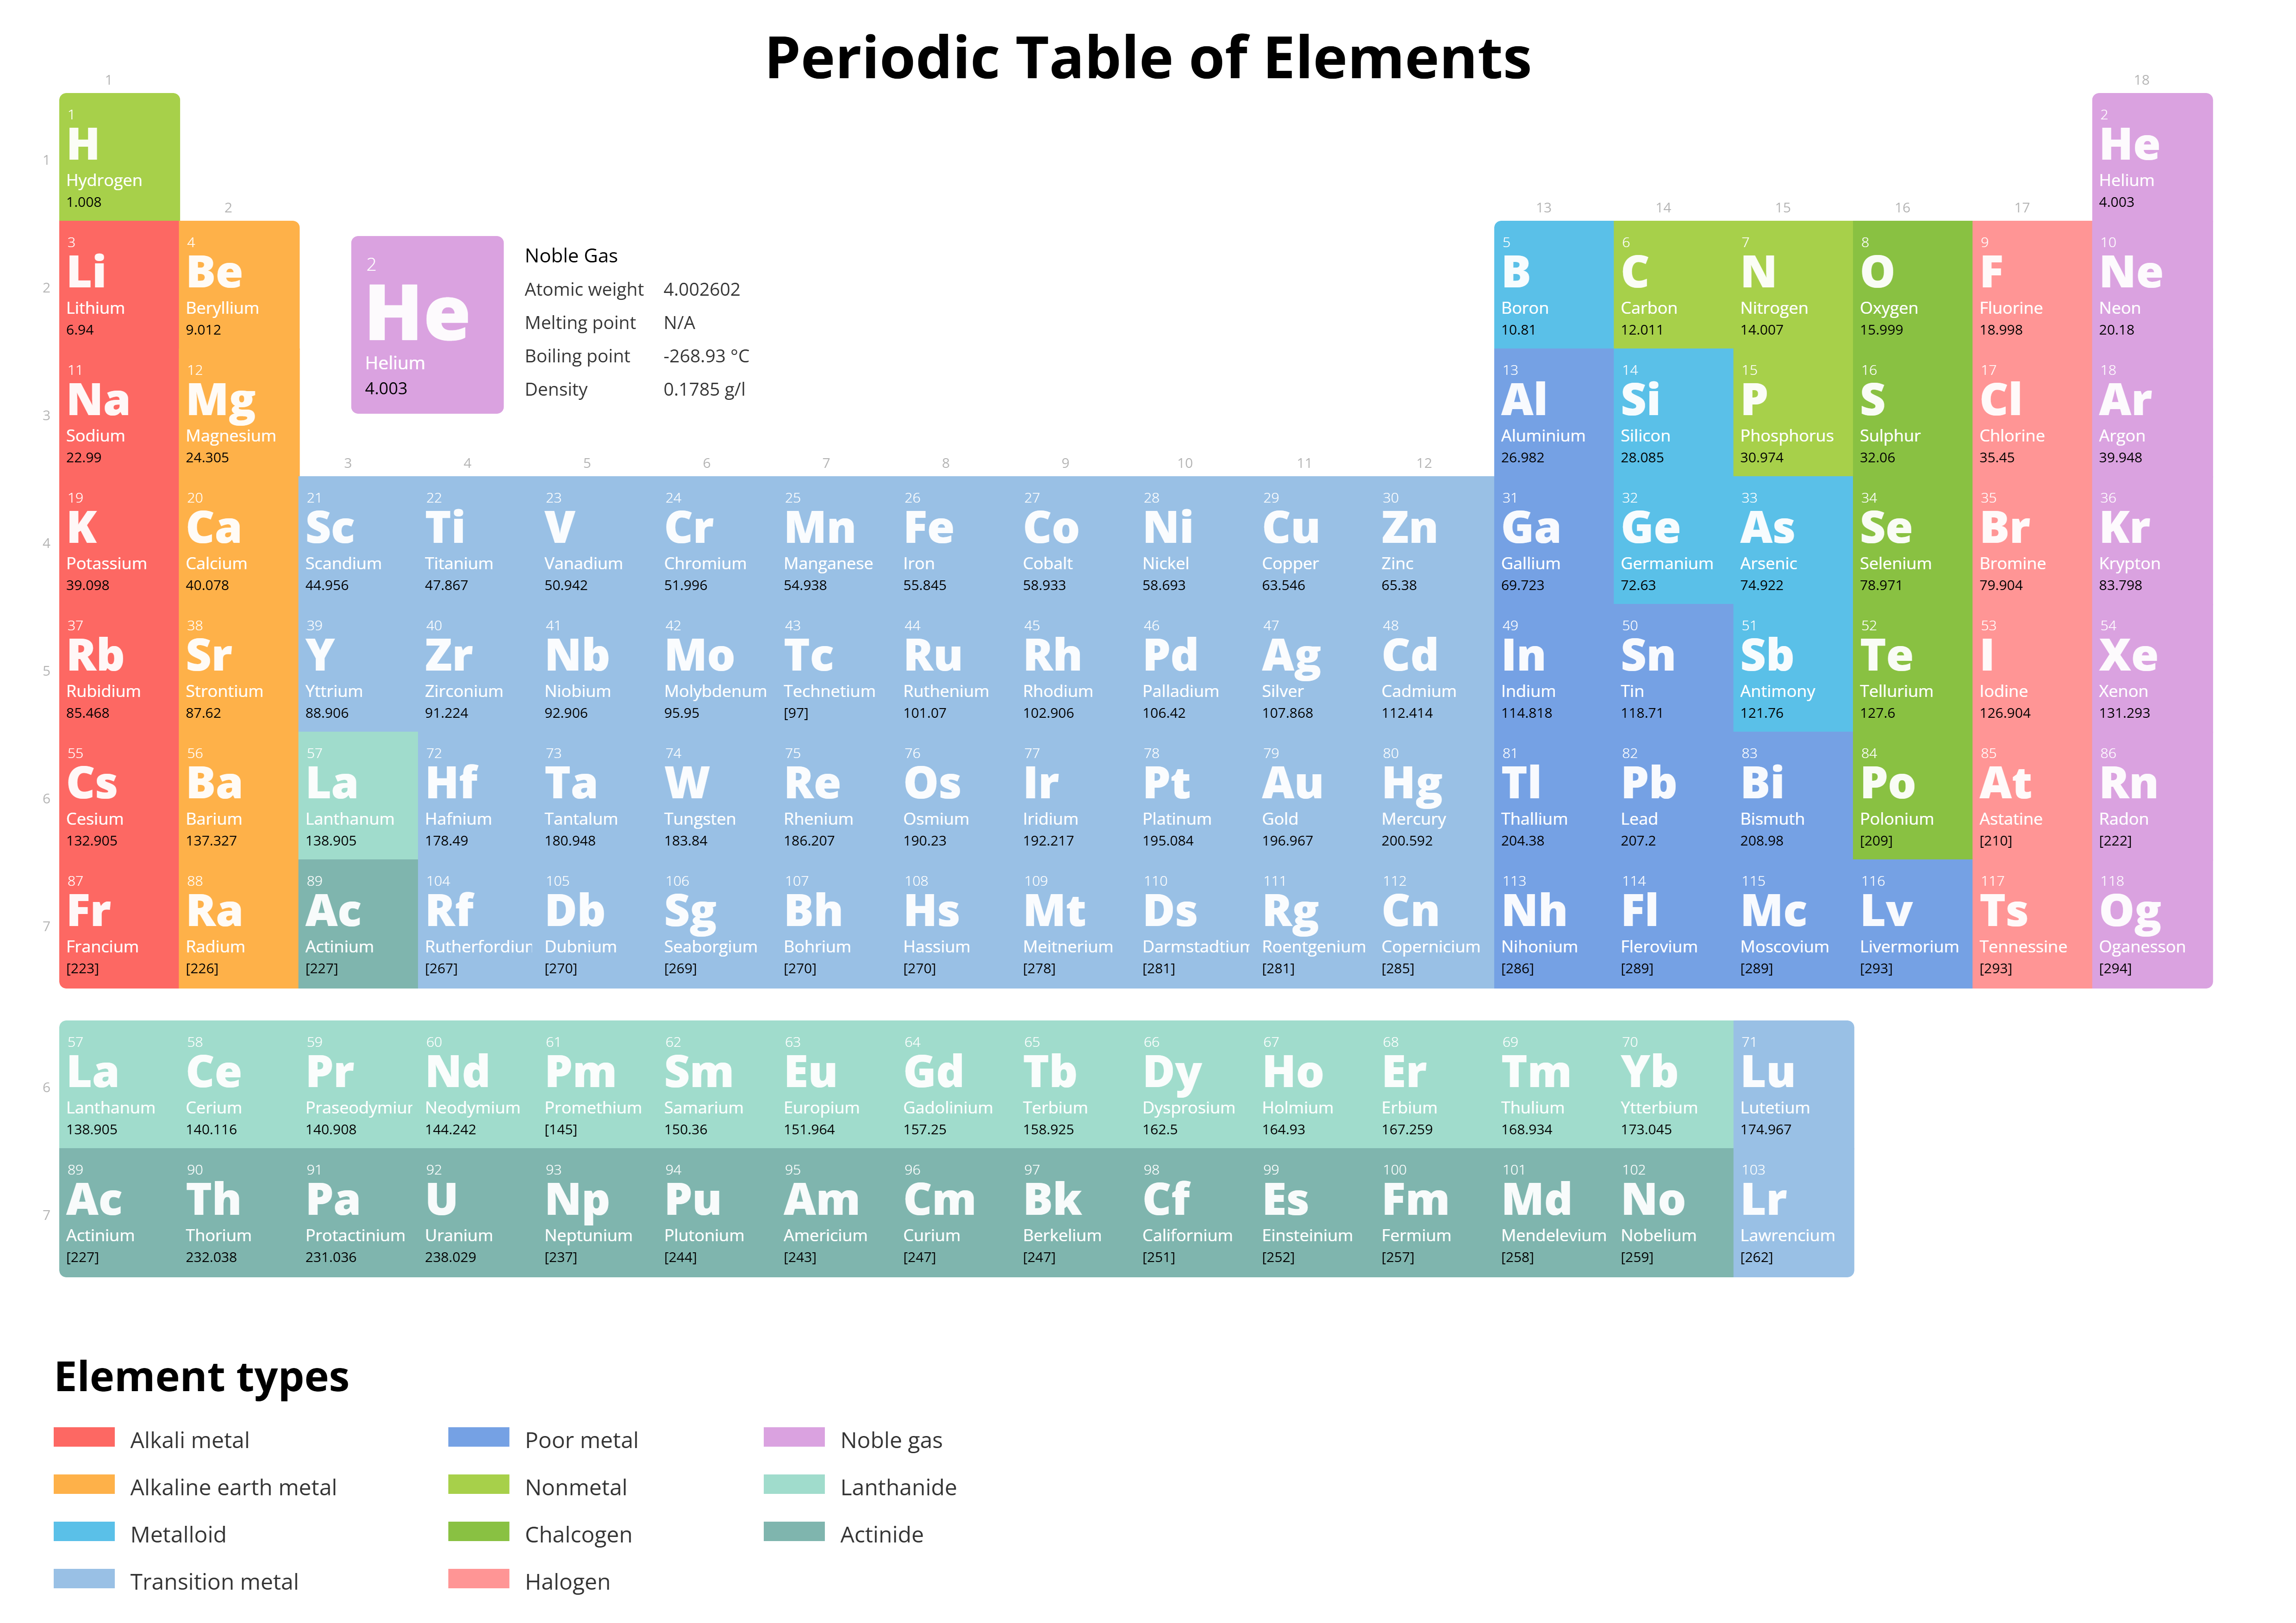 Periodic Table of Elements
1 18
1 2
H He
1 Hydrogen Helium
1.008 2 13 14 15 16 17 4.003
3 4 5 6 7 8 9 10
Li Be B C N O F Ne
2 Lithium Beryllium Boron Carbon Nitrogen Oxygen Fluorine Neon
6.94 9.012 10.81 12.011 14.007 15.999 18.998 20.18
2
He
Helium
4.003
Noble Gas
Atomic weight 4.002602
Melting point N/A
Boiling point -268.93 °C
Density 0.1785 g/l
11 12 13 14 15 16 17 18
Na Mg Al Si P S Cl Ar
3 Sodium Magnesium Aluminium Silicon Phosphorus Sulphur Chlorine Argon
22.99 24.305 26.982 28.085 30.974 32.06 35.45 39.948
3 4 5 6 7 8 9 10 11 12
19 20 21 22 23 24 25 26 27 28 29 30 31 32 33 34 35 36
K Ca Sc Ti V Cr Mn Fe Co Ni Cu Zn Ga Ge As Se Br Kr
4 Potassium Calcium Scandium Titanium Vanadium Chromium Manganese Iron Cobalt Nickel Copper Zinc Gallium Germanium Arsenic Selenium Bromine Krypton
39.098 40.078 44.956 47.867 50.942 51.996 54.938 55.845 58.933 58.693 63.546 65.38 69.723 72.63 74.922 78.971 79.904 83.798
37 38 39 40 41 42 43 44 45 46 47 48 49 50 51 52 53 54
Rb Sr Y Zr Nb Mo Tc Ru Rh Pd Ag Cd In Sn Sb Te I Xe
5 Rubidium Strontium Yttrium Zirconium Niobium Molybdenum Technetium Ruthenium Rhodium Palladium Silver Cadmium Indium Tin Antimony Tellurium Iodine Xenon
85.468 87.62 88.906 91.224 92.906 95.95 [97] 101.07 102.906 106.42 107.868 112.414 114.818 118.71 121.76 127.6 126.904 131.293
55 56 57 72 73 74 75 76 77 78 79 80 81 82 83 84 85 86
Cs Ba La Hf Ta W Re Os Ir Pt Au Hg Tl Pb Bi Po At Rn
6 Cesium Barium Lanthanum Hafnium Tantalum Tungsten Rhenium Osmium Iridium Platinum Gold Mercury Thallium Lead Bismuth Polonium Astatine Radon
132.905 137.327 138.905 178.49 180.948 183.84 186.207 190.23 192.217 195.084 196.967 200.592 204.38 207.2 208.98 [209] [210] [222]
87 88 89 104 105 106 107 108 109 110 111 112 113 114 115 116 117 118
Fr Ra Ac Rf Db Sg Bh Hs Mt Ds Rg Cn Nh Fl Mc Lv Ts Og
7 Francium Radium Actinium Rutherfordiur Dubnium Seaborgium Bohrium Hassium Meitnerium Darmstadtiun Roentgenium Copernicium Nihonium Flerovium Moscovium Livermorium Tennessine Oganesson
[223] [226] [227] [267] [270] [269] [270] [270] [278] [281] [281] [285] [286] [289] [289] [293] [293] [294]
57 58 59 60 61 62 63 64 65 66 67 68 69 70 71
La Ce Pr Nd Pm Sm Eu Gd Tb Dy Ho Er Tm Yb Lu
6 Lanthanum Cerium Praseodymiur Neodymium Promethium Samarium Europium Gadolinium Terbium Dysprosium Holmium Erbium Thulium Ytterbium Lutetium
138.905 140.116 140.908 144.242 [145] 150.36 151.964 157.25 158.925 162.5 164.93 167.259 168.934 173.045 174.967
89 90 91 92 93 94 95 96 97 98 99 100 101 102 103
Ac Th Pa U Np Pu Am Cm Bk Cf Es Fm Md No Lr
7 Actinium Thorium Protactinium Uranium Neptunium Plutonium Americium Curium Berkelium Californium Einsteinium Fermium Mendelevium Nobelium Lawrencium
[227] 232.038 231.036 238.029 [237] [244] [243] [247] [247] [251] [252] [257] [258] [259] [262]
Element types
Alkali metal Poor metal Noble gas
Alkaline earth metal Nonmetal Lanthanide
Metalloid Chalcogen Actinide
Transition metal Halogen